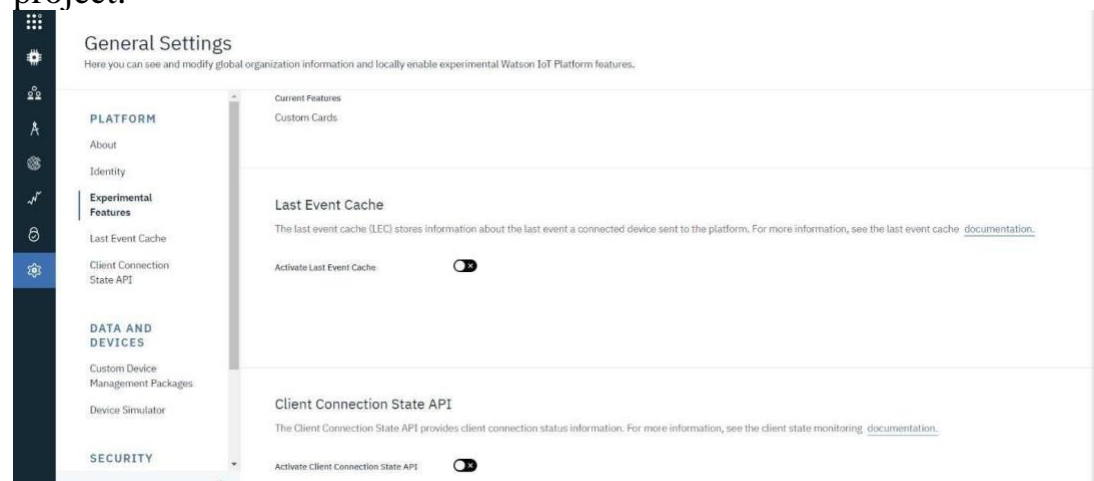 project.
General Settings
Here you can see and modify global organization information and locally enable experimental Watson IoT Platform features.
PLATFORM
About
Identity
Experimental
Features
Last Event Cache
Client Connection
State API
DATA AND
DEVICES
Custom Device
Management Packages
Device Simulator
SECURITY
Current Features
Custom Cards
Last Event Cache
The last event cache (LEC) stores information about the last event a connected device sent to the platform. For more information, see the last event cache documentation.
Activate Last Event Cache
Client Connection State API
The Client Connection State API provides client connection status information. For more information, see the client state monitoring documentation.
Activate Client Connection State API